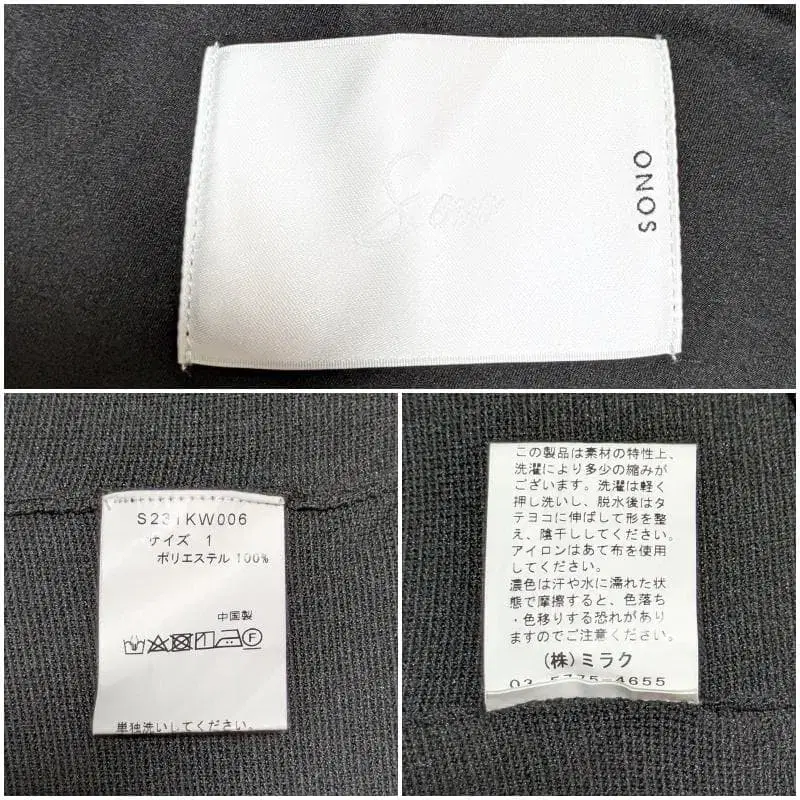 Sono
SONO
S231KW006
サイズ 1
ポリエステル 100%
中国製
単独洗いしてください。
この製品は素材の特性上、
洗濯により多少の縮みが
ございます。洗濯は軽く
押し洗いし、脱水後はタ
テヨコに伸ばして形を整
え、陰干ししてください。
アイロンはあて布を使用
してください。
濃色は汗や水に濡れた状
態で摩擦すると、色落ち
・色移りする恐れがあり
ますのでご注意ください。
(株)ミラク
03-5775-4655